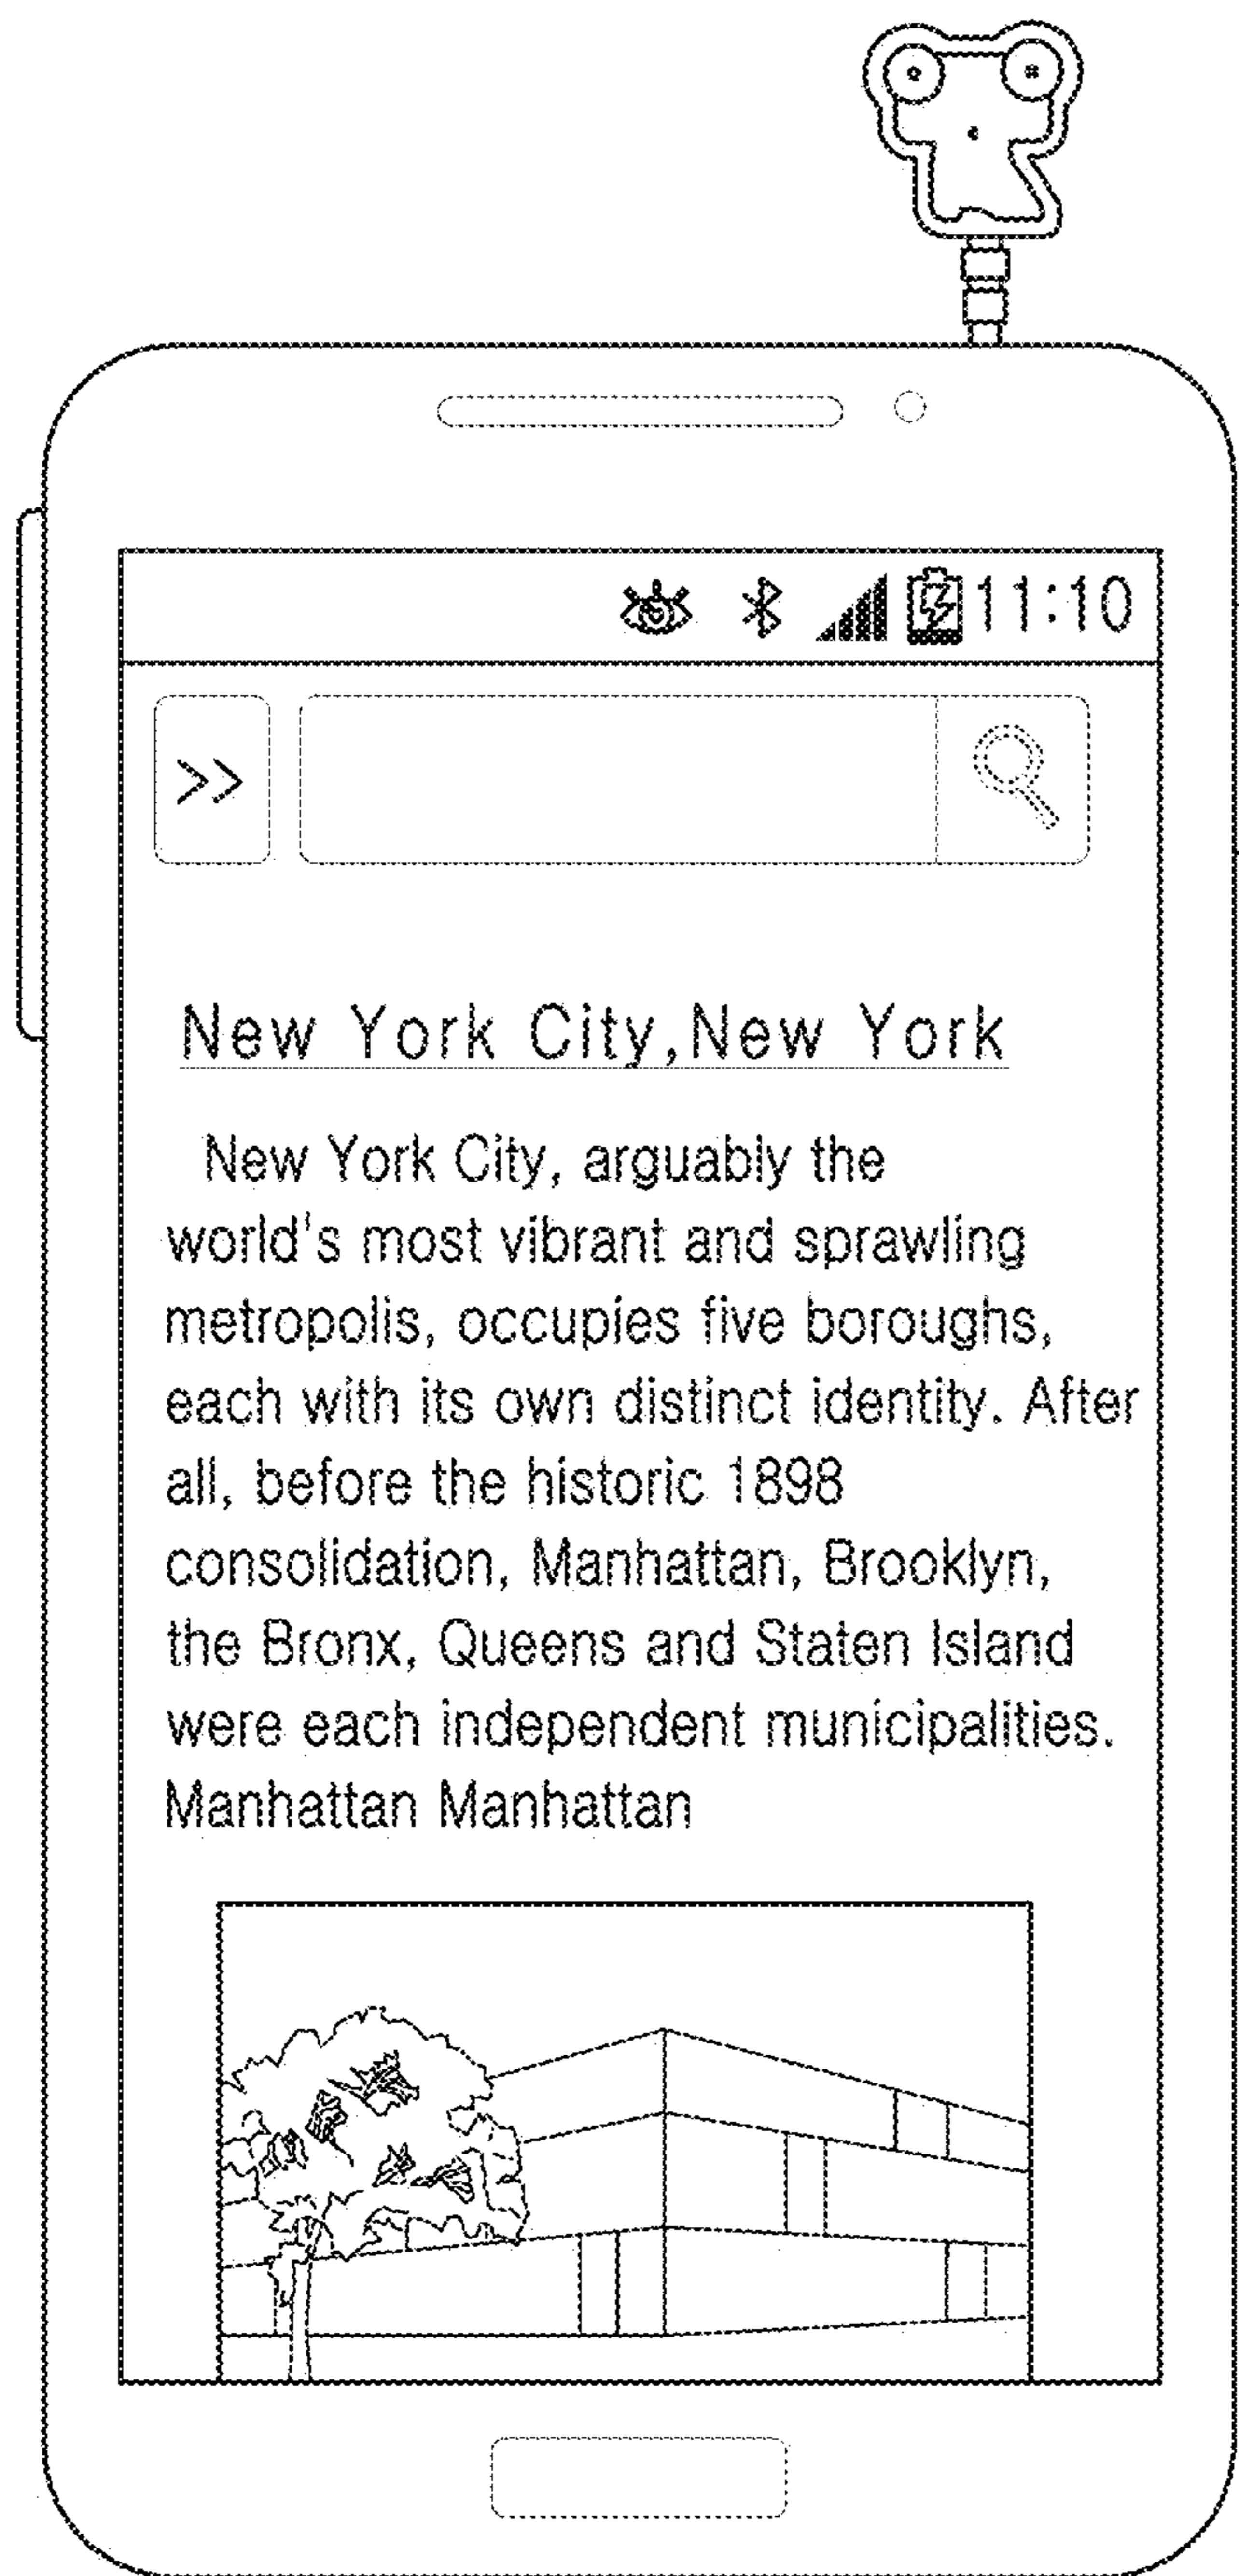 11:10
>>
New York City,New York
New York City, arguably the
world's most vibrant and sprawling
metropolis, occupies five boroughs,
each with its own distinct identity. After
all, before the historic 1898
consolidation, Manhattan, Brooklyn,
the Bronx, Queens and Staten Island
were each independent municipalities.
Manhattan Manhattan